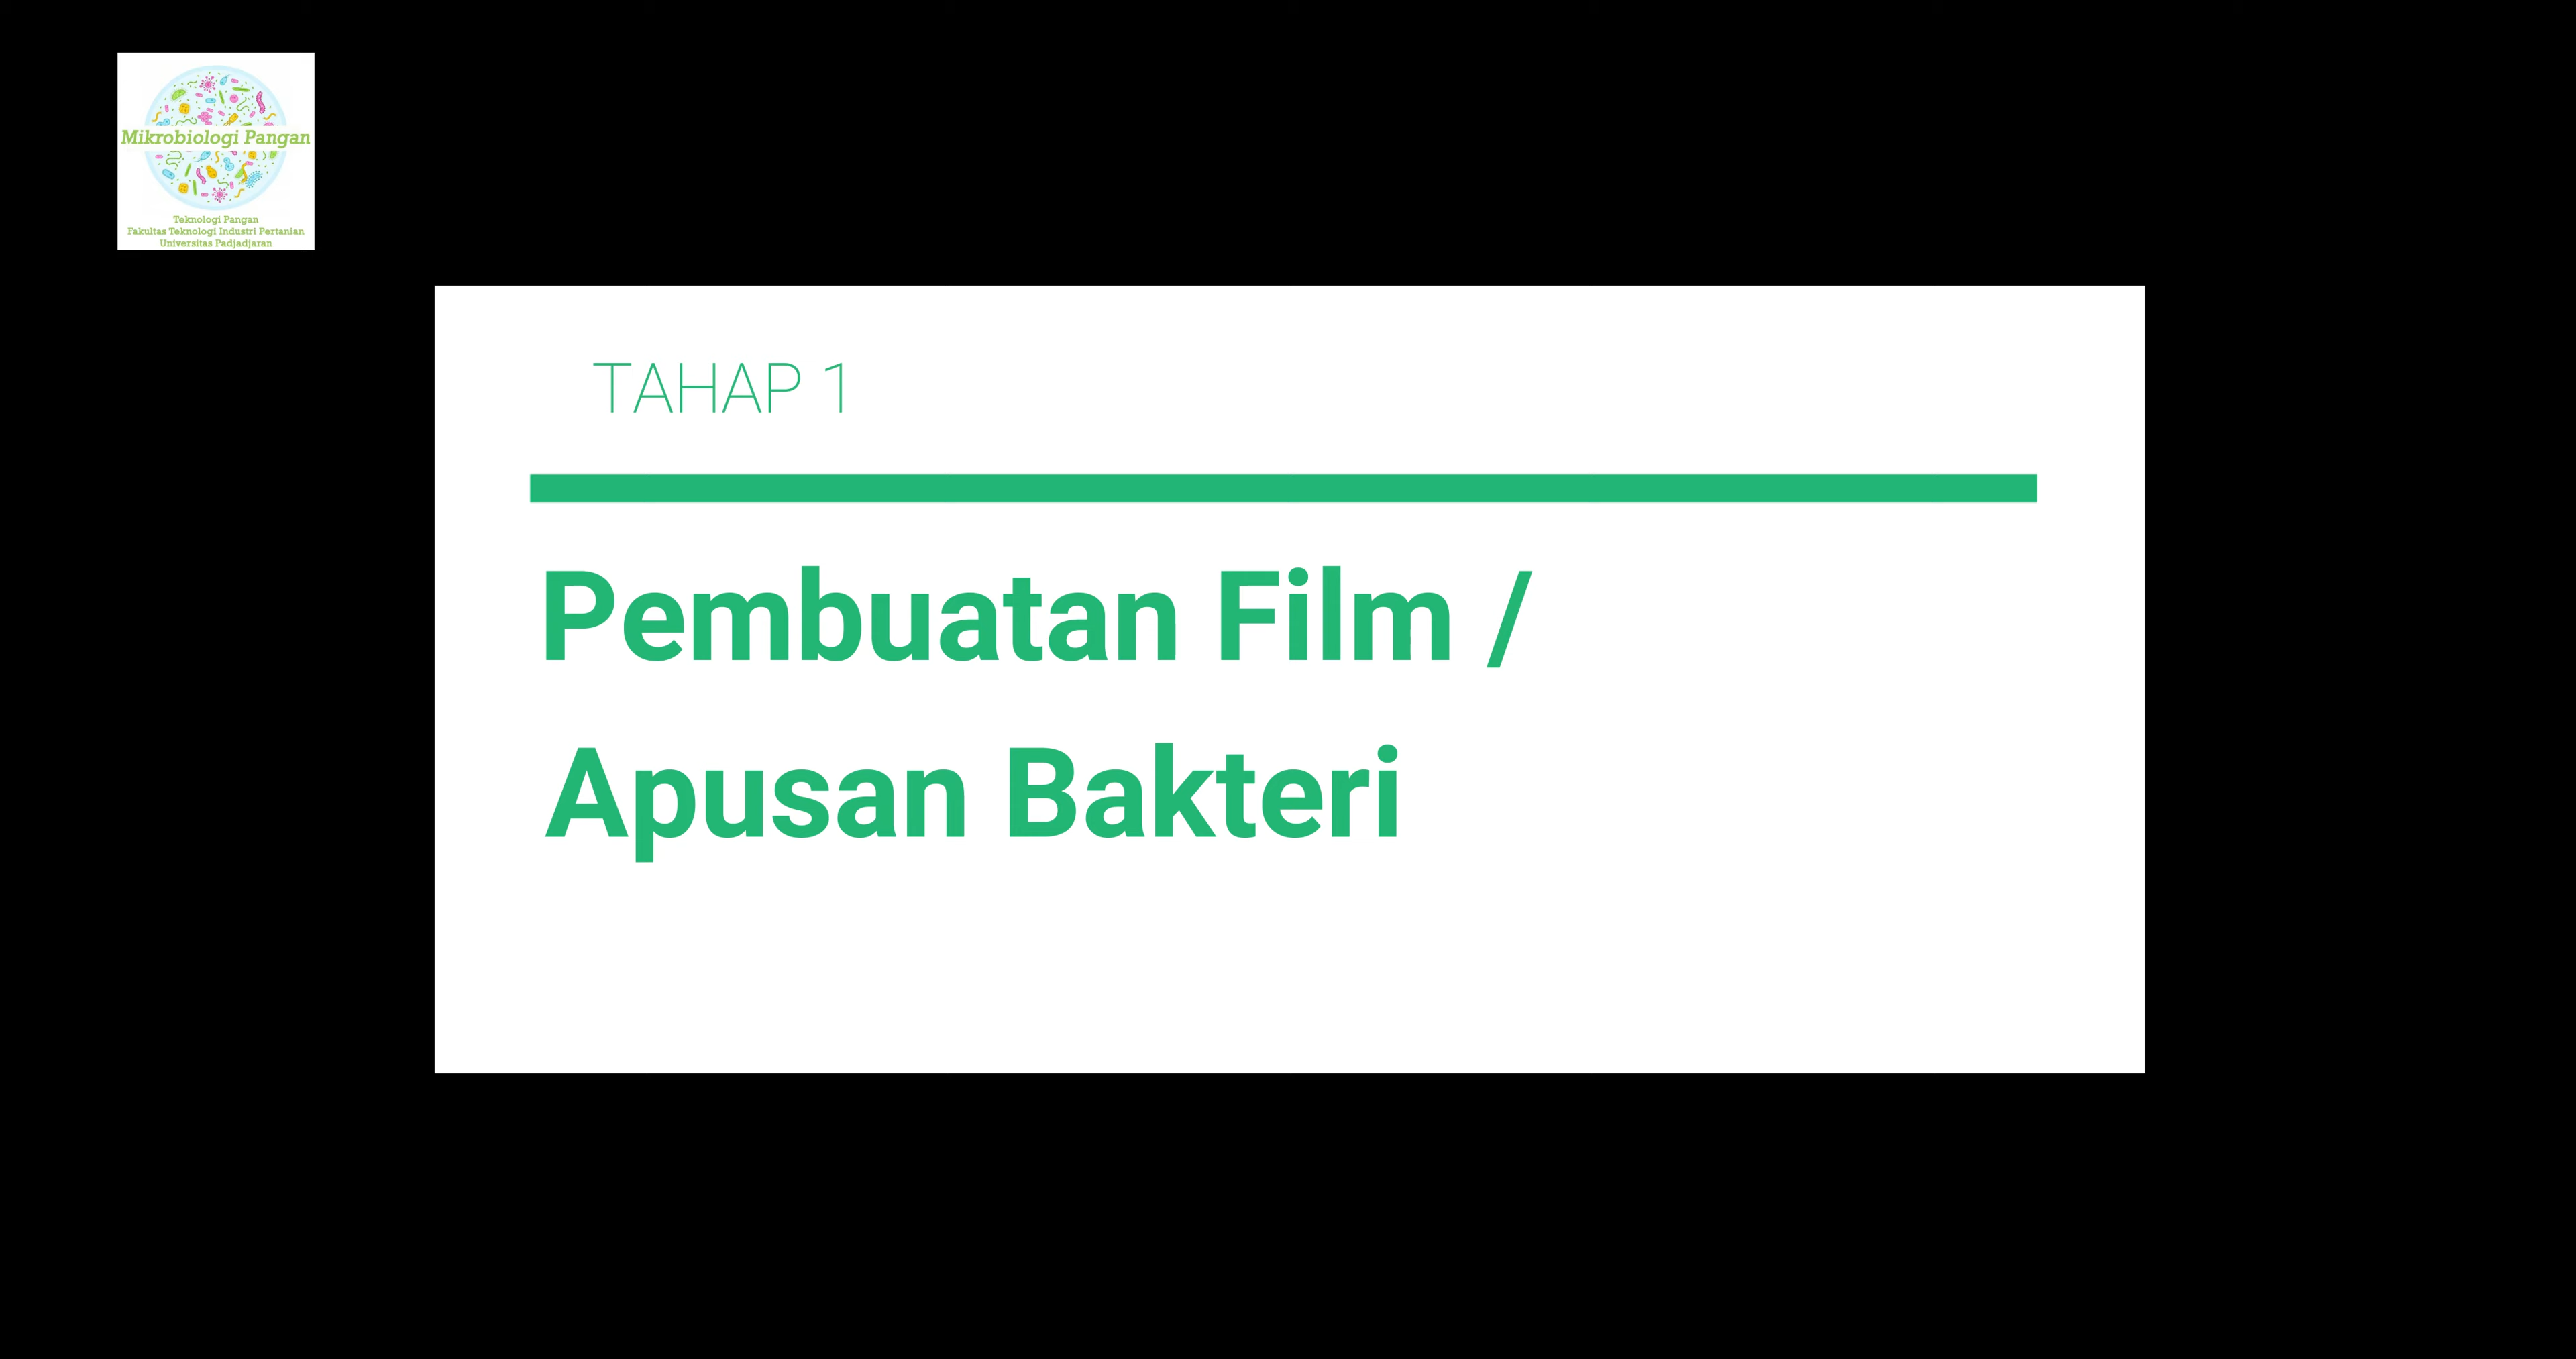 Mikrobiologi Pangan
Teknologi Pangan
Fakultas Teknologi Industri Pertanian
Universitas Padjadjaran
TAHAP 1
Pembuatan Film /
Apusan Bakteri